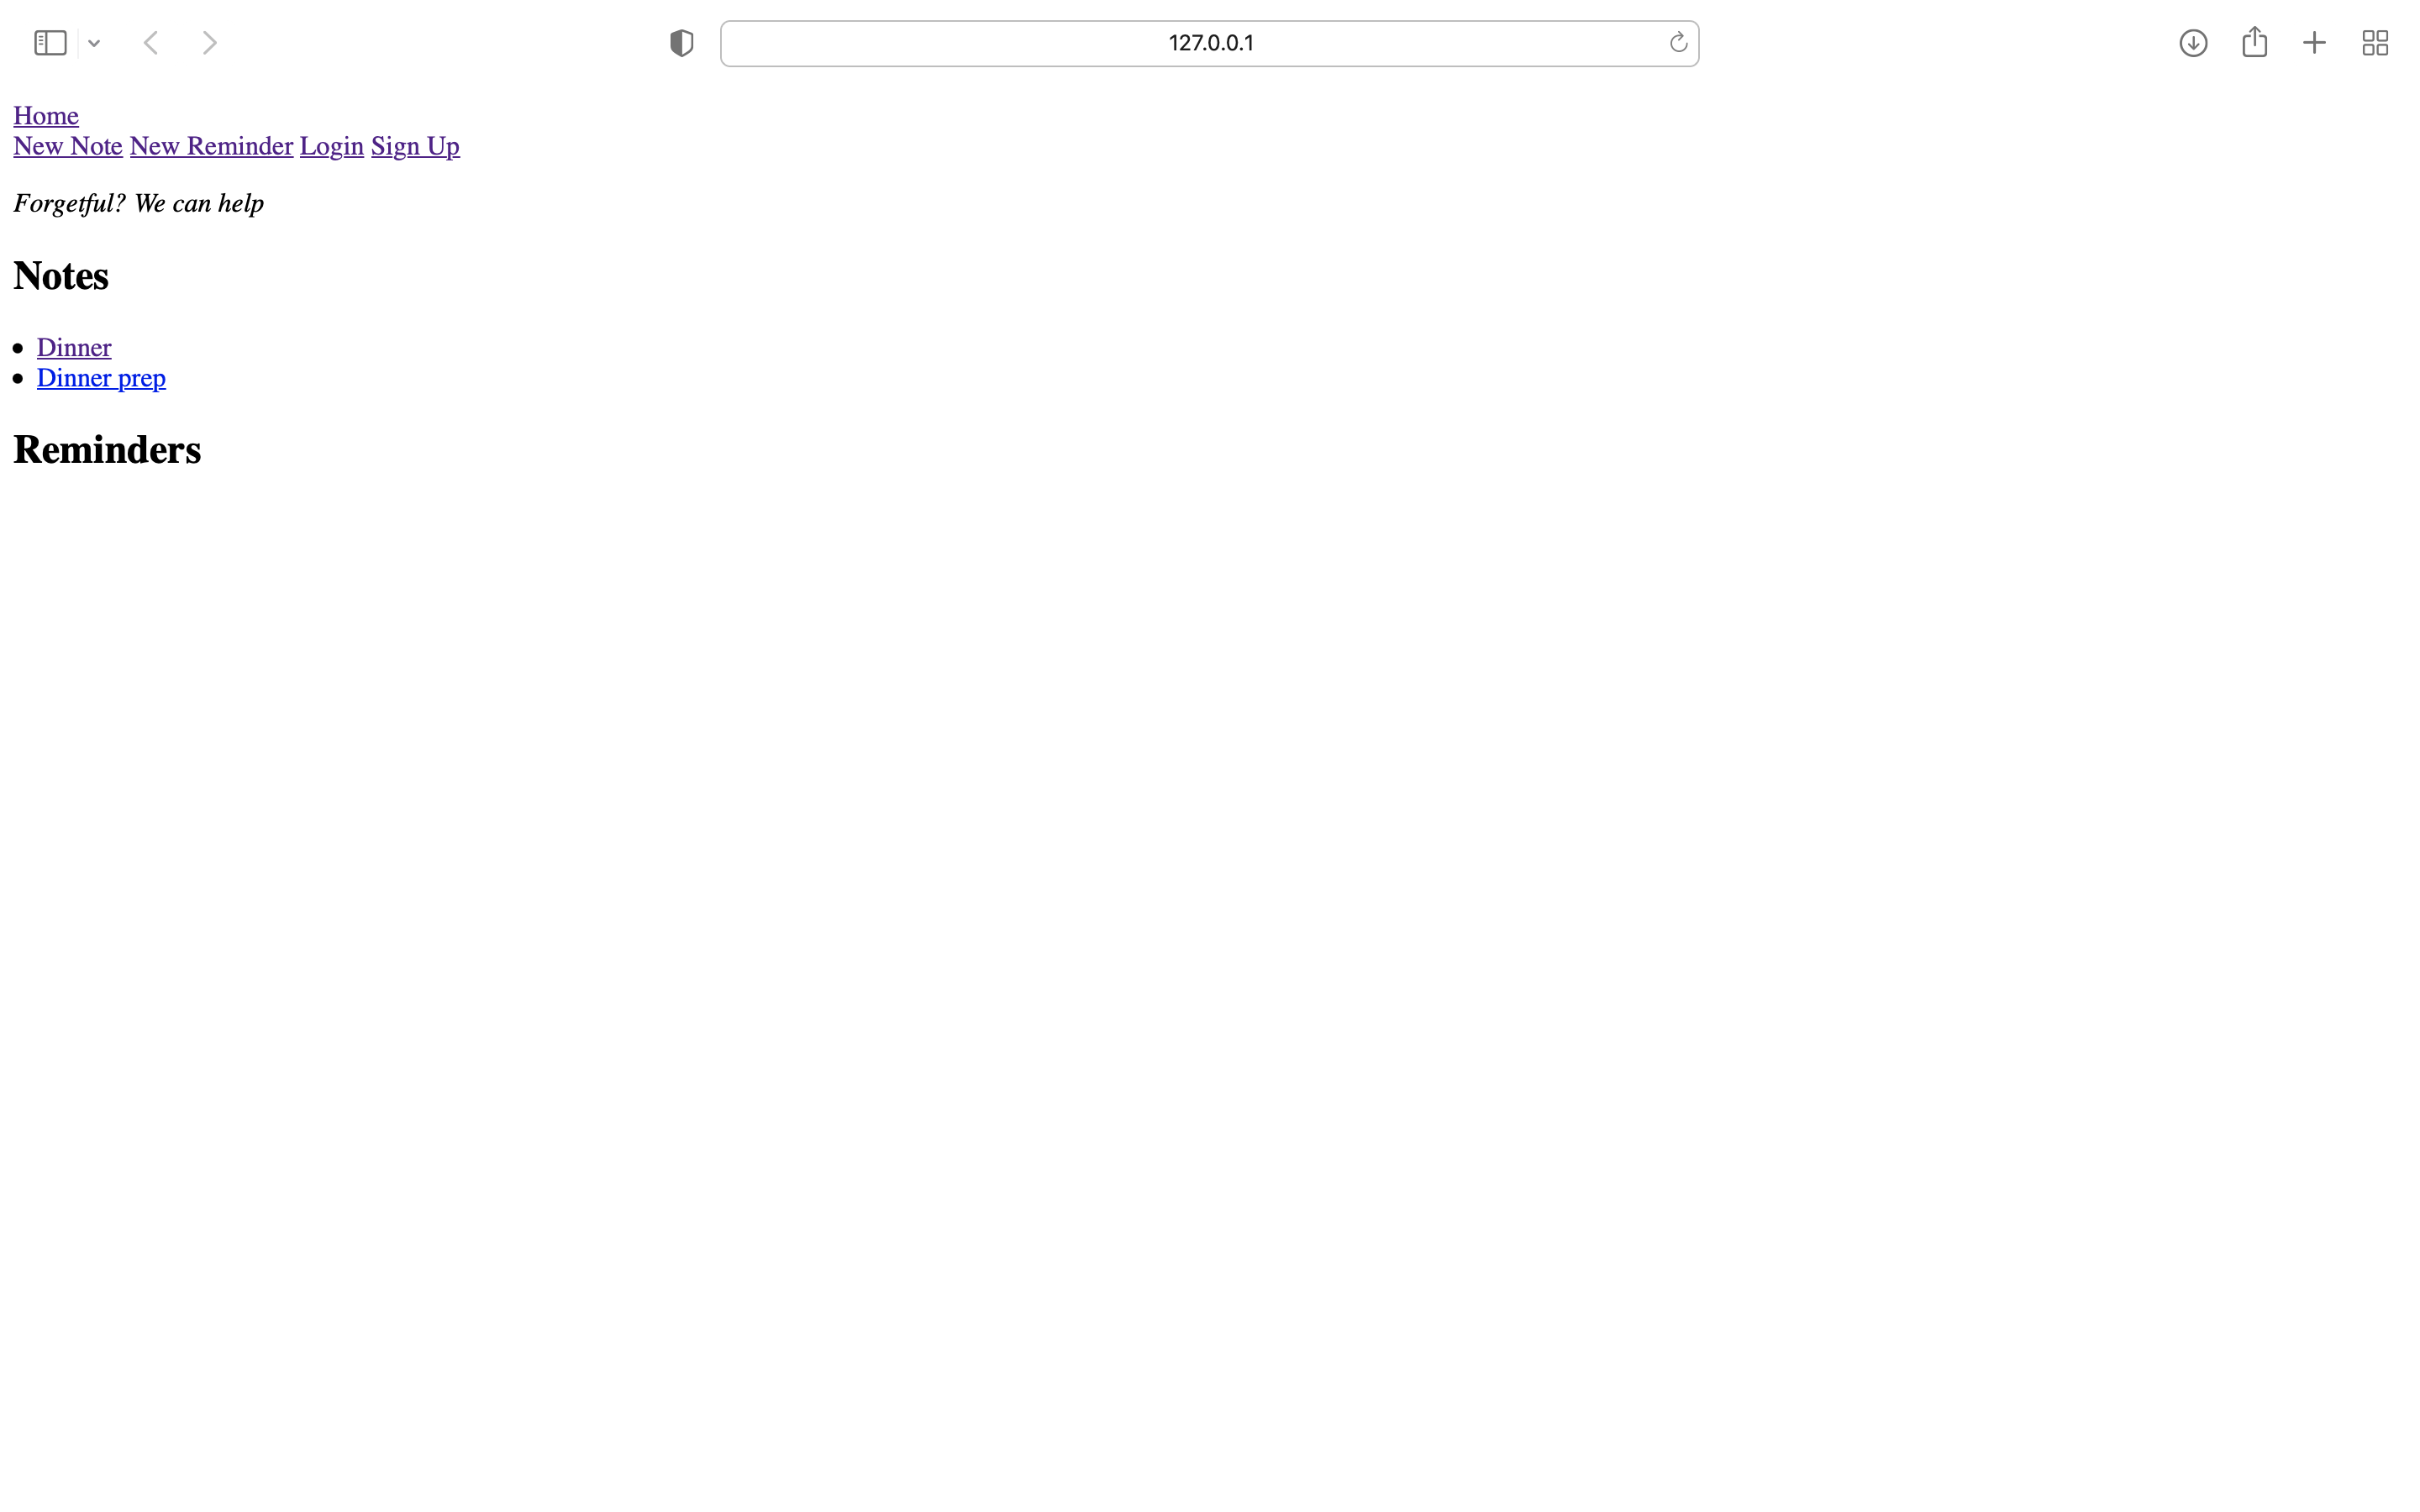 127.0.0.1
Home
New Note New Reminder Login Sign Up
Forgetful? We can help
Notes
Dinner
Dinner prep
Reminders